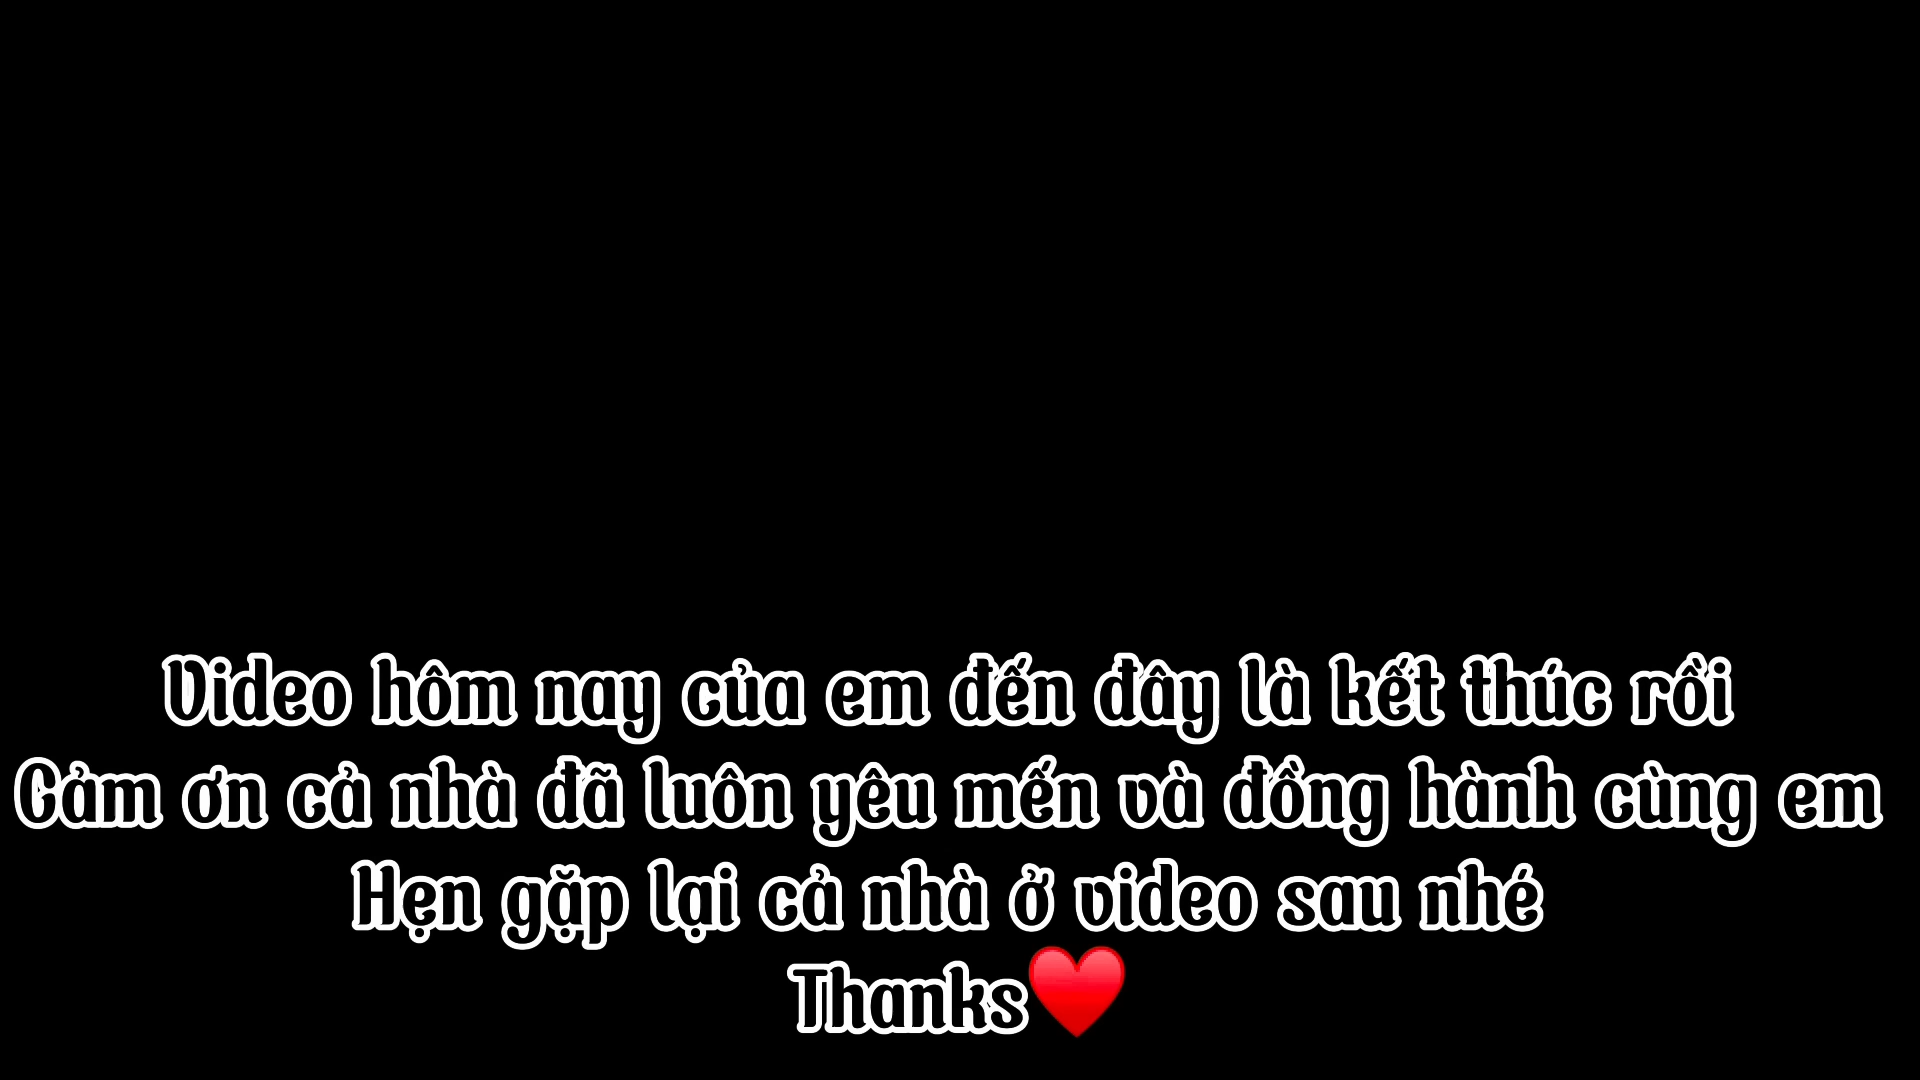 Video hôm nay của em đến đây là kết thúc rồi
Cảm ơn cả nhà đã luôn yêu mến và đồng hành cùng em
Hẹn gặp lại cả nhà ở video sau nhé
Thanks❤️